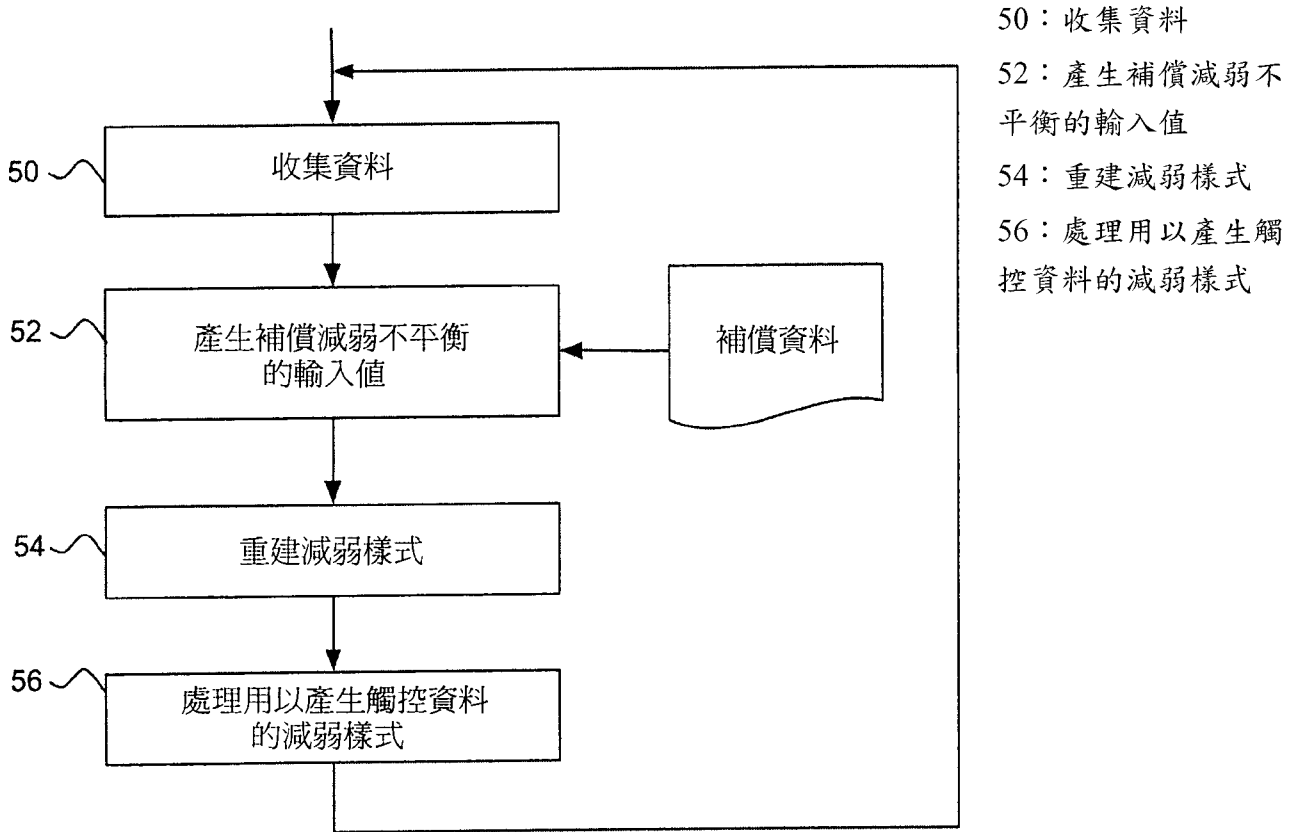 50
收集資料
52
產生補償減弱不平衡
的輸入值
補償資料
54
重建減弱樣式
56
處理用以產生觸控資料
的減弱樣式
50：收集資料
52：產生補償減弱不
平衡的輸入值
54：重建減弱樣式
56：處理用以產生觸
控資料的減弱樣式